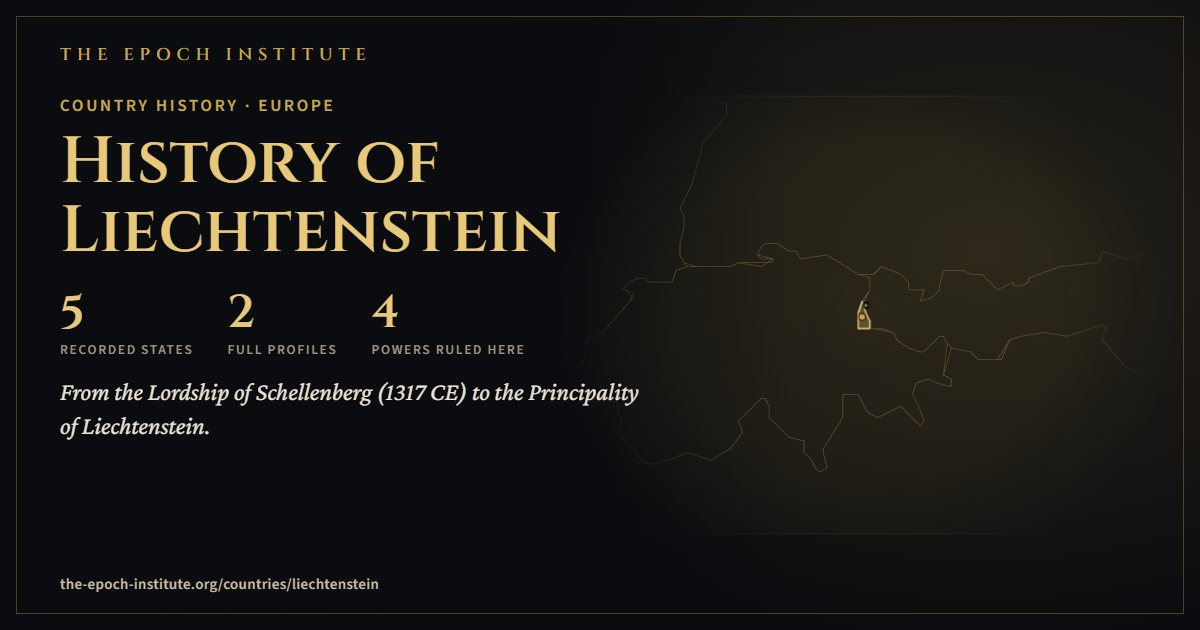 THE EPOCH INSTITUTE
COUNTRY HISTORY · EUROPE
History of
Liechtenstein
5 2 4
RECORDED STATES FULL PROFILES POWERS RULED HERE
From the Lordship of Schellenberg (1317 CE) to the Principality
of Liechtenstein.
the-epoch-institute.org/countries/liechtenstein